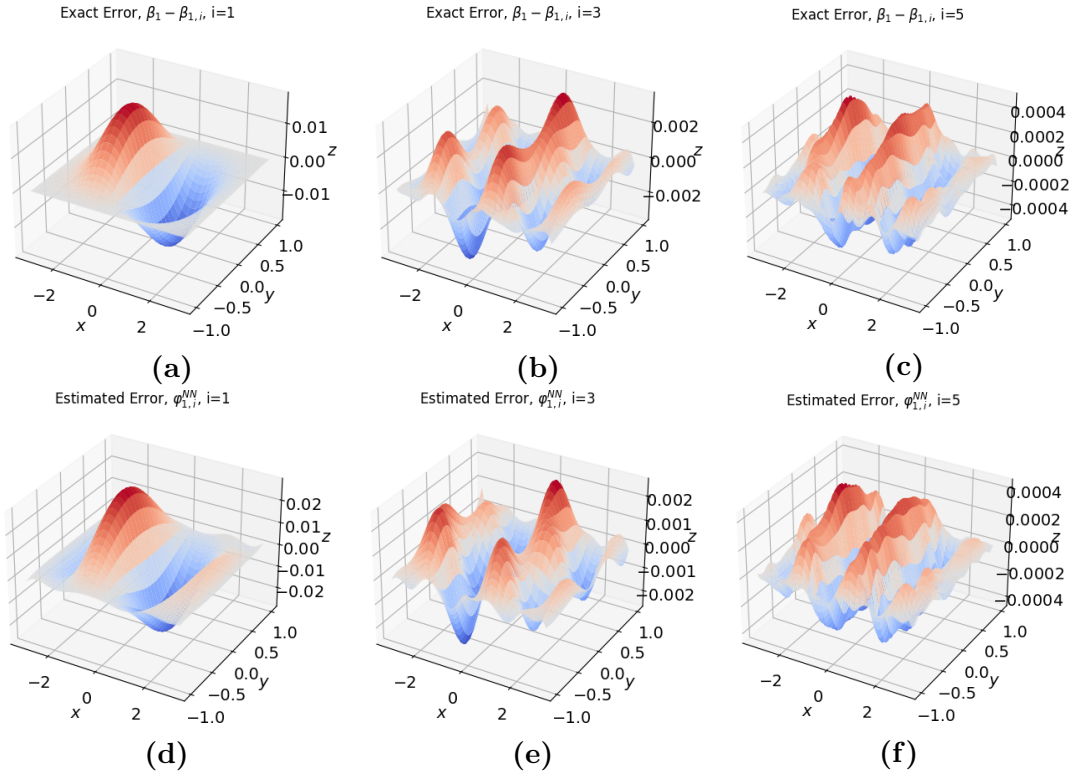 Exact Error, β₁ − β₁,ᵢ, i=1
0.01
0.00
−0.01
z
−2
0
2
x
−1.0
−0.5
0.0
0.5
1.0
y
(a)
Exact Error, β₁ − β₁,ᵢ, i=3
0.002
0.000
−0.002
z
−2
0
2
x
−1.0
−0.5
0.0
0.5
1.0
y
(b)
Exact Error, β₁ − β₁,ᵢ, i=5
0.0004
0.0002
0.0000
−0.0002
−0.0004
z
−2
0
2
x
−1.0
−0.5
0.0
0.5
1.0
y
(c)
Estimated Error, φ₁,ᵢᴺᴺ, i=1
0.02
0.01
0.00
−0.01
−0.02
z
−2
0
2
x
−1.0
−0.5
0.0
0.5
1.0
y
(d)
Estimated Error, φ₁,ᵢᴺᴺ, i=3
0.002
0.001
0.000
−0.001
−0.002
z
−2
0
2
x
−1.0
−0.5
0.0
0.5
1.0
y
(e)
Estimated Error, φ₁,ᵢᴺᴺ, i=5
0.0004
0.0002
0.0000
−0.0002
−0.0004
z
−2
0
2
x
−1.0
−0.5
0.0
0.5
1.0
y
(f)